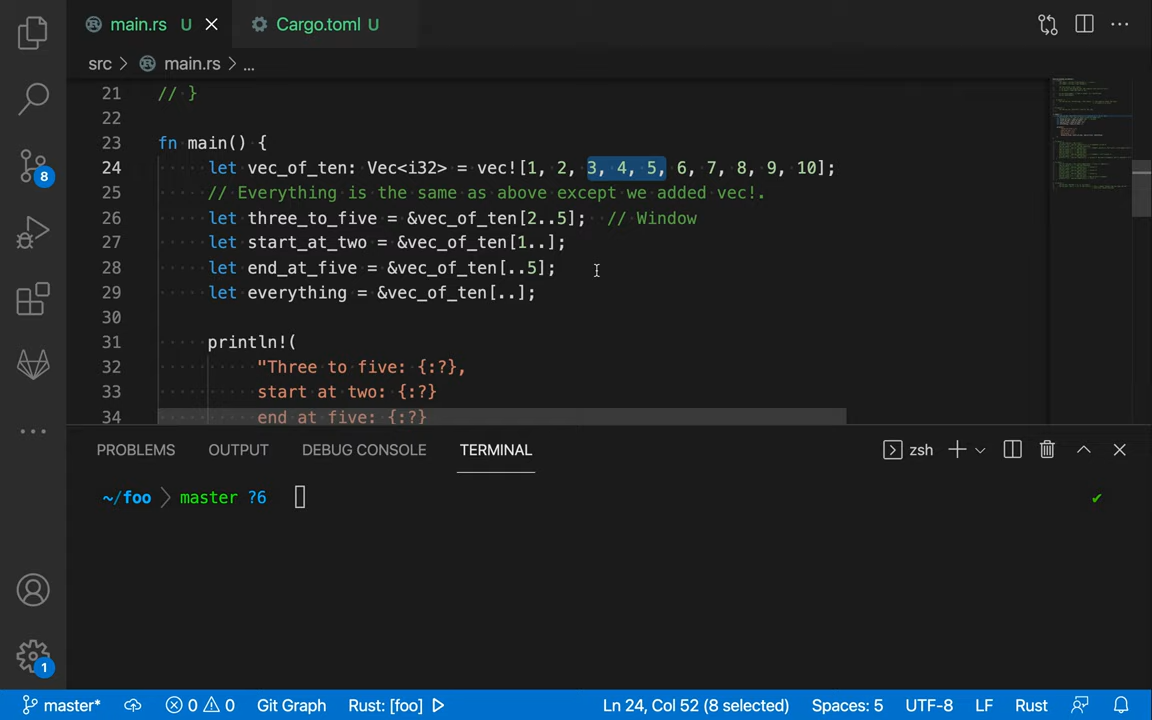 main.rs U Cargo.toml U
src > main.rs > ...
21 // }
22
23 fn main() {
24 let vec_of_ten: Vec<i32> = vec![1, 2, 3, 4, 5, 6, 7, 8, 9, 10];
25 // Everything is the same as above except we added vec!.
26 let three_to_five = &vec_of_ten[2..5]; // Window
27 let start_at_two = &vec_of_ten[1..];
28 let end_at_five = &vec_of_ten[..5];
29 let everything = &vec_of_ten[..];
30
31 println!(
32 "Three to five: {:?},
33 start at two: {:?}
34 end at five: {:?}
8
PROBLEMS OUTPUT DEBUG CONSOLE TERMINAL zsh
~/foo master ?6
1
master* 0 0 Git Graph Rust: [foo] Ln 24, Col 52 (8 selected) Spaces: 5 UTF-8 LF Rust